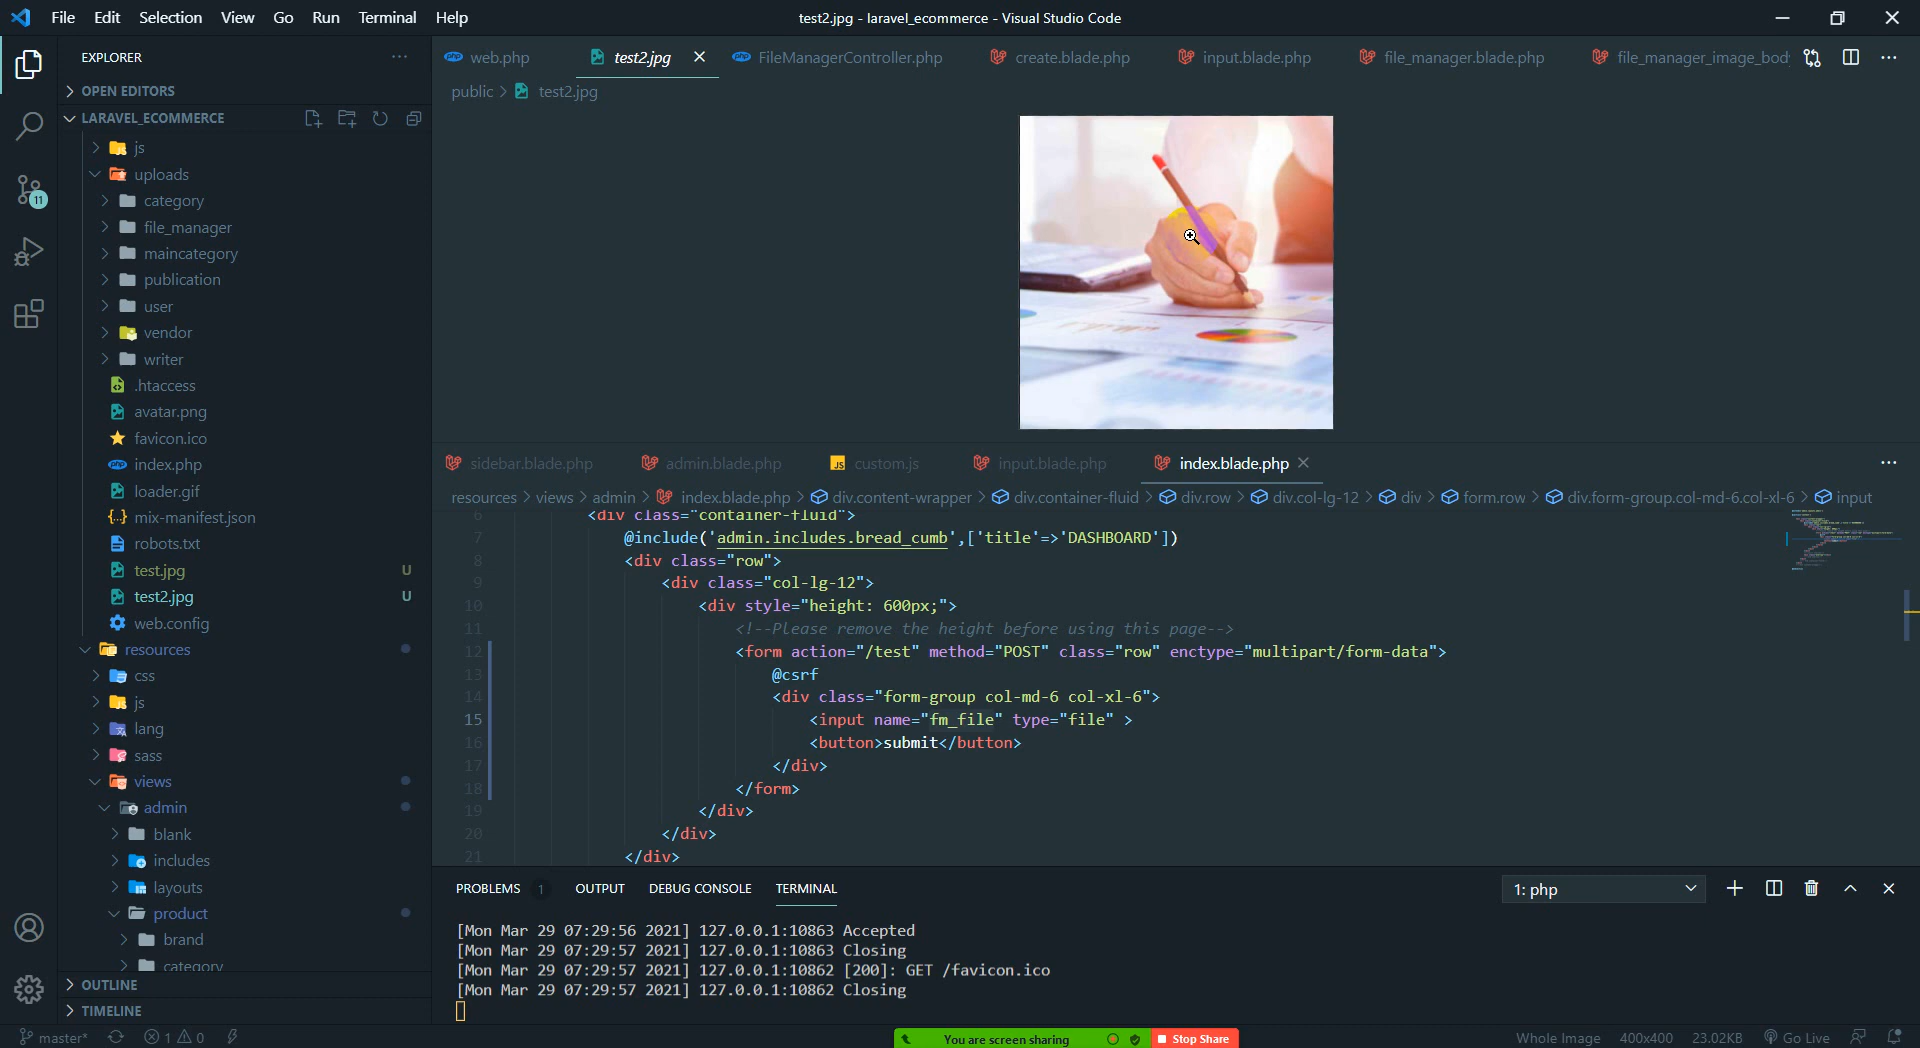 File Edit Selection View Go Run Terminal Help
test2.jpg - laravel_ecommerce - Visual Studio Code
EXPLORER
OPEN EDITORS
LARAVEL_ECOMMERCE
js
uploads
category
file_manager
maincategory
publication
user
vendor
writer
.htaccess
avatar.png
favicon.ico
index.php
loader.gif
mix-manifest.json
robots.txt
test.jpg U
test2.jpg U
web.config
resources
css
js
lang
sass
views
admin
blank
includes
layouts
product
brand
category
OUTLINE
TIMELINE
11
web.php test2.jpg FileManagerController.php create.blade.php input.blade.php file_manager.blade.php file_manager_image_bod
public > test2.jpg
sidebar.blade.php admin.blade.php custom.js input.blade.php index.blade.php
resources > views > admin > index.blade.php > div.content-wrapper > div.container-fluid > div.row > div.col-lg-12 > div > form.row > div.form-group.col-md-6.col-xl-6 > input
6 <div class="container-fluid">
7 @include('admin.includes.bread_cumb',['title'=>'DASHBOARD'])
8 <div class="row">
9 <div class="col-lg-12">
10 <div style="height: 600px;">
11 <!--Please remove the height before using this page-->
12 <form action="/test" method="POST" class="row" enctype="multipart/form-data">
13 @csrf
14 <div class="form-group col-md-6 col-xl-6">
15 <input name="fm_file" type="file" >
16 <button>submit</button>
17 </div>
18 </form>
19 </div>
20 </div>
21 </div>
PROBLEMS 1 OUTPUT DEBUG CONSOLE TERMINAL
1: php
[Mon Mar 29 07:29:56 2021] 127.0.0.1:10863 Accepted
[Mon Mar 29 07:29:57 2021] 127.0.0.1:10863 Closing
[Mon Mar 29 07:29:57 2021] 127.0.0.1:10862 [200]: GET /favicon.ico
[Mon Mar 29 07:29:57 2021] 127.0.0.1:10862 Closing
master* 1 0
You are screen sharing Stop Share
Whole Image 400x400 23.02KB Go Live